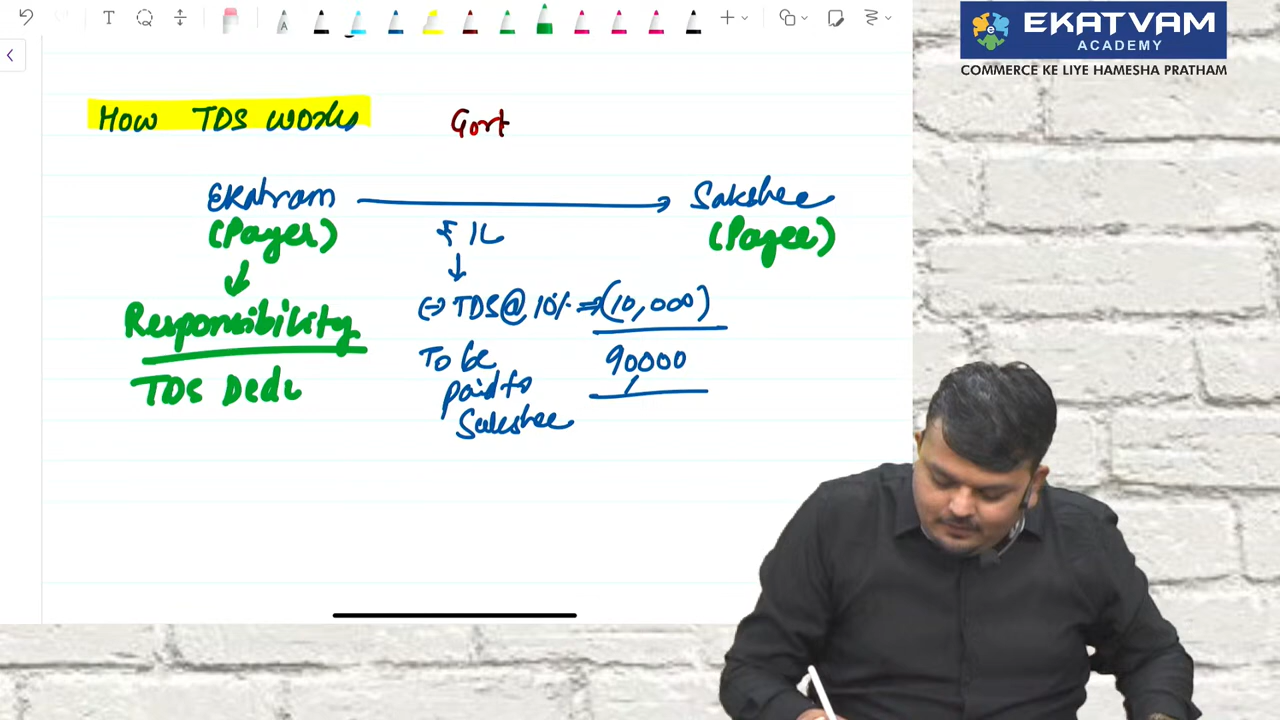 EKATVAM
ACADEMY
COMMERCE KE LIYE HAMESHA PRATHAM
How TDS works
Govt
Ekatvam
Sakshee
(Payer)
(Payee)
₹ 1L
(-) TDS @ 10% ⇒ (10,000)
Responsibility
To be
paid to
Sakshee
90000
TDS Dedu
T
A